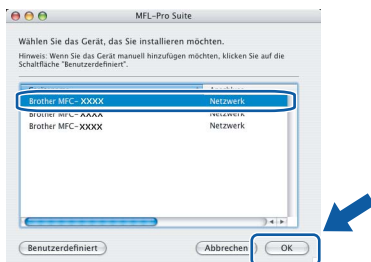 MFL-Pro Suite
Wählen Sie das Gerät, das Sie installieren möchten.
Hinweis: Wenn Sie das Gerät manuell hinzufügen möchten, klicken Sie auf die
Schaltfläche "Benutzerdefiniert".
Brother MFC-XXXX Netzwerk
Brother MFC-XXXX Netzwerk
Brother MFC-XXXX Netzwerk
Benutzerdefiniert Abbrechen OK